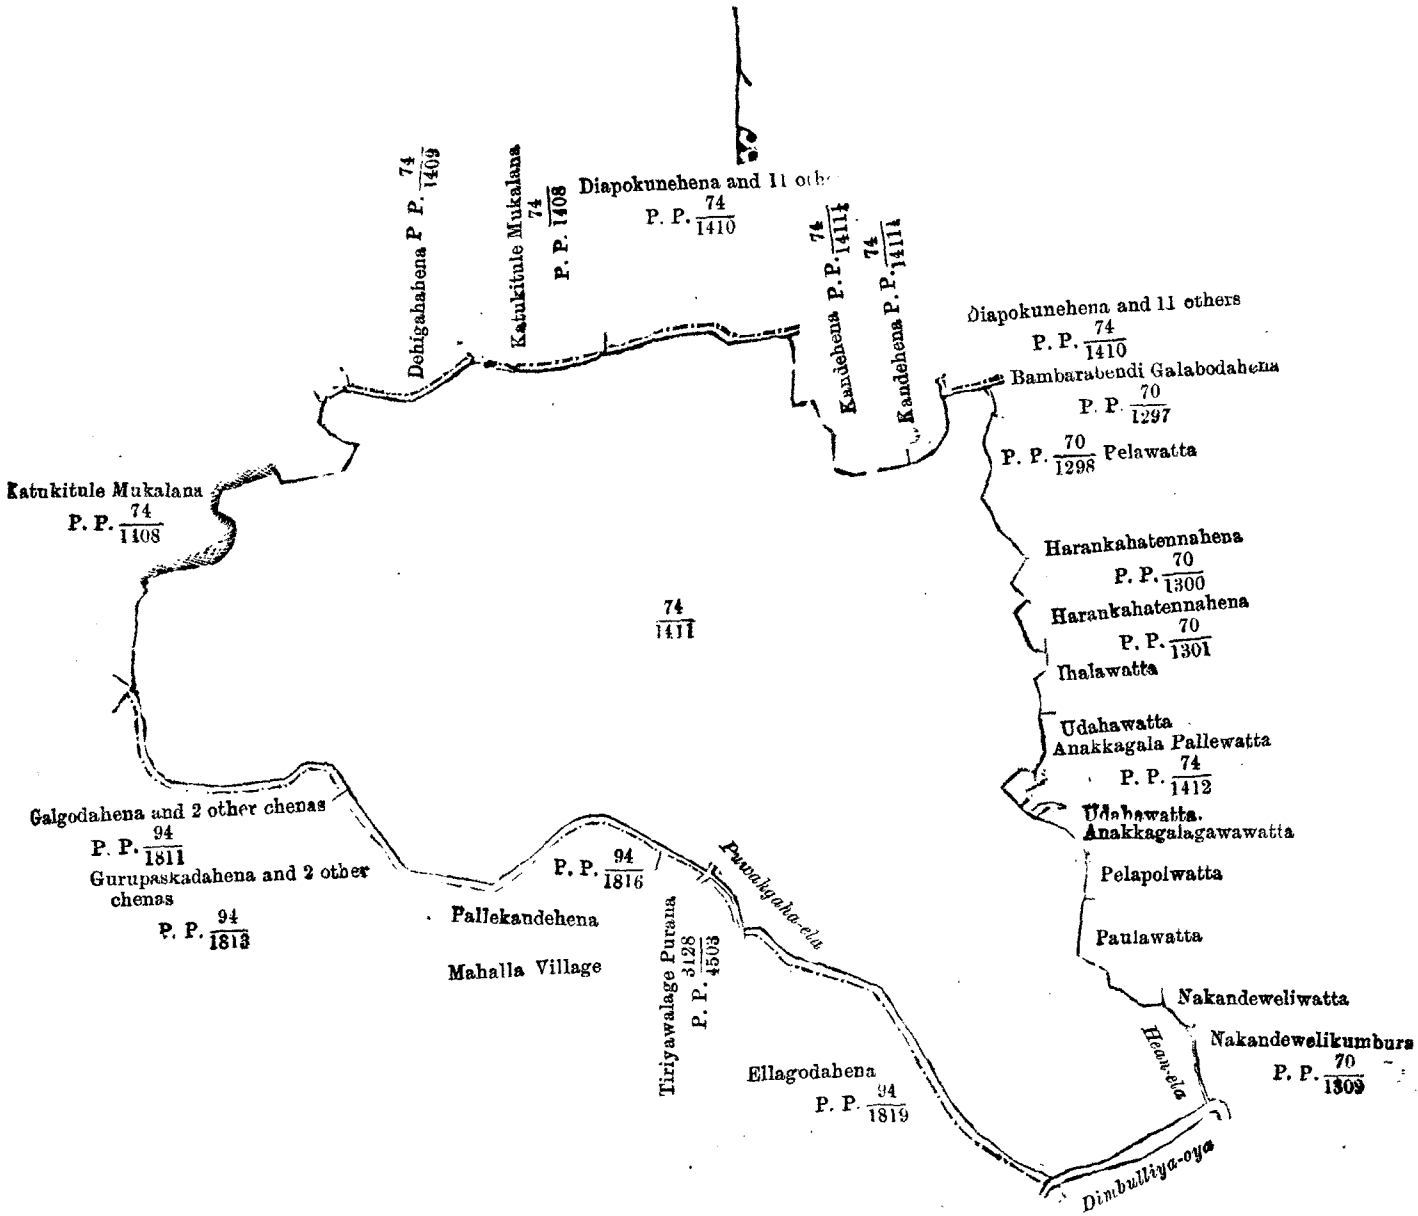 Dehigahahena P P. 74/1409
Katukitule Mukalana
P. P. 74/1408
Diapokunehena and 11
P. P. 74/1410
Kandehena P. P. 74
Kandehena P. P. 74
Diapokunehena and 11 others
P. P. 74/1410
Bambarabendi Galabodahena
P. P. 70/1297
P. P. 70/1298 Pelawatta
Katukitule Mukalana
P. P. 74/1408
Harankahatennahena
P. P. 70/1300
Harankahatennahena
P. P. 70/1301
74/1411
Ihalawatta
Udahawatta
Anakkagala Pallewatta
P. P. 74/1412
Udahawatta.
Anakkagalagawawatta
Galgodahena and 2 other chenas
P. P. 94/1811
Gurupaskadahena and 2 other
chenas
P. P. 94/1813
P. P. 94/1816
Pallekandehena
Mahalla Village
Tiriyawalage Purana
P. P. 3128/4503
Puwakgaha-ela
Pelapolwatta
Paulawatta
Nakandeweliwatta
Hean-ela
Nakandewelikumbura
P. P. 70/1309
Ellagodahena
P. P. 94/1819
Dimbulliya-oya